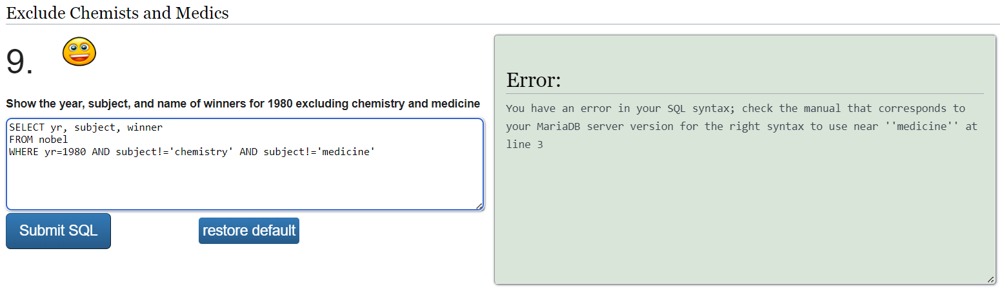 Exclude Chemists and Medics
9.
Show the year, subject, and name of winners for 1980 excluding chemistry and medicine
SELECT yr, subject, winner
FROM nobel
WHERE yr=1980 AND subject!='chemistry' AND subject!='medicine'
Submit SQL
restore default
Error:
You have an error in your SQL syntax; check the manual that corresponds to
your MariaDB server version for the right syntax to use near ''medicine'' at
line 3